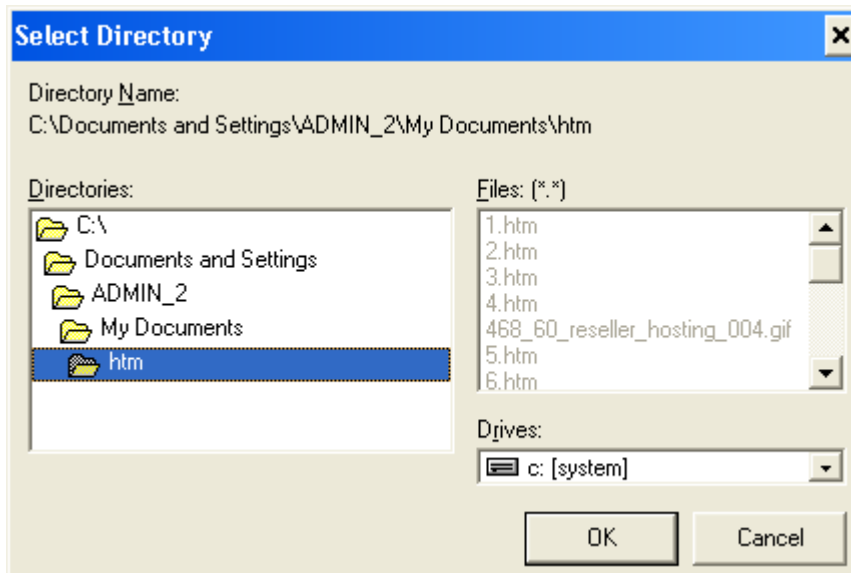 Select Directory
Directory Name:
C:\Documents and Settings\ADMIN_2\My Documents\htm
Directories:
C:\
Documents and Settings
ADMIN_2
My Documents
htm
Files: (*.*)
1.htm
2.htm
3.htm
4.htm
468_60_reseller_hosting_004.gif
5.htm
6.htm
Drives:
c: [system]
OK
Cancel